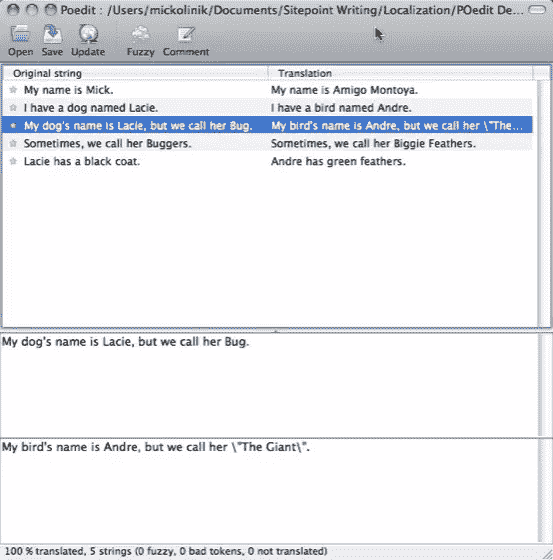 Poedit : /Users/mickolinik/Documents/Sitepoint Writing/Localization/POedit De...
Open Save Update Fuzzy Comment
Original string Translation
My name is Mick. My name is Amigo Montoya.
I have a dog named Lacie. I have a bird named Andre.
My dog's name is Lacie, but we call her Bug. My bird's name is Andre, but we call her \"The...
Sometimes, we call her Buggers. Sometimes, we call her Biggie Feathers.
Lacie has a black coat. Andre has green feathers.
My dog's name is Lacie, but we call her Bug.
My bird's name is Andre, but we call her \"The Giant\".
100 % translated, 5 strings (0 fuzzy, 0 bad tokens, 0 not translated)